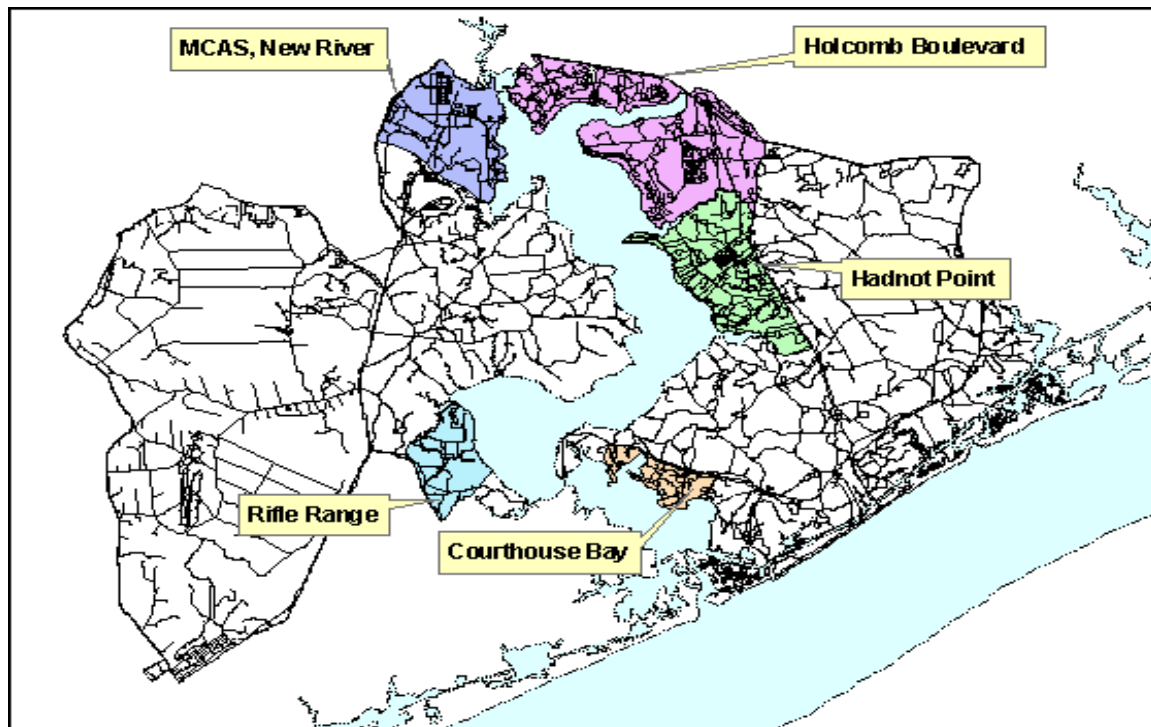 MCAS, New River
Holcomb Boulevard
Hadnot Point
Rifle Range
Courthouse Bay